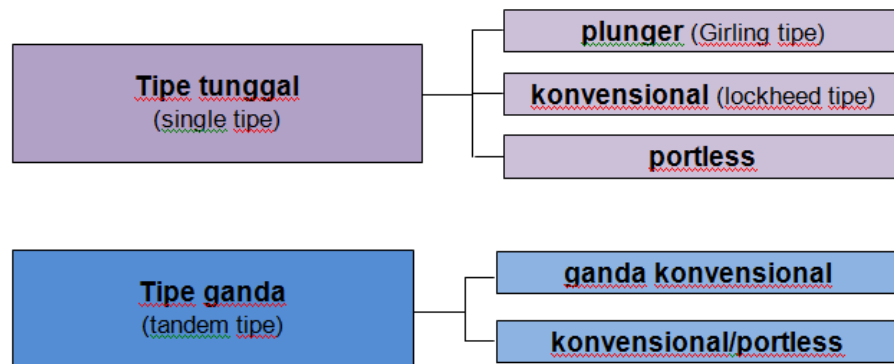 Tipe tunggal
(single tipe)
plunger (Girling tipe)
konvensional (lockheed tipe)
portless
Tipe ganda
(tandem tipe)
ganda konvensional
konvensional/portless